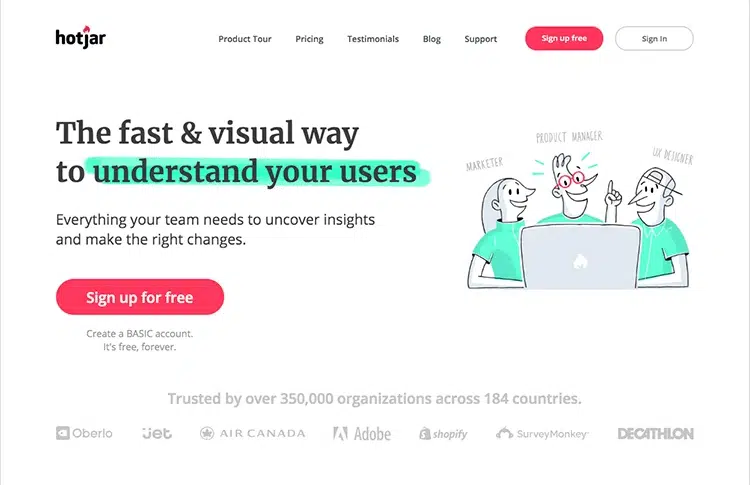 hotjar
Product Tour Pricing Testimonials Blog Support Sign up free Sign In
The fast & visual way
to understand your users
Everything your team needs to uncover insights
and make the right changes.
Sign up for free
Create a BASIC account.
It's free, forever.
MARKETER
PRODUCT MANAGER
UX DESIGNER
Trusted by over 350,000 organizations across 184 countries.
Oberlo Jet AIR CANADA Adobe shopify SurveyMonkey DECATHLON